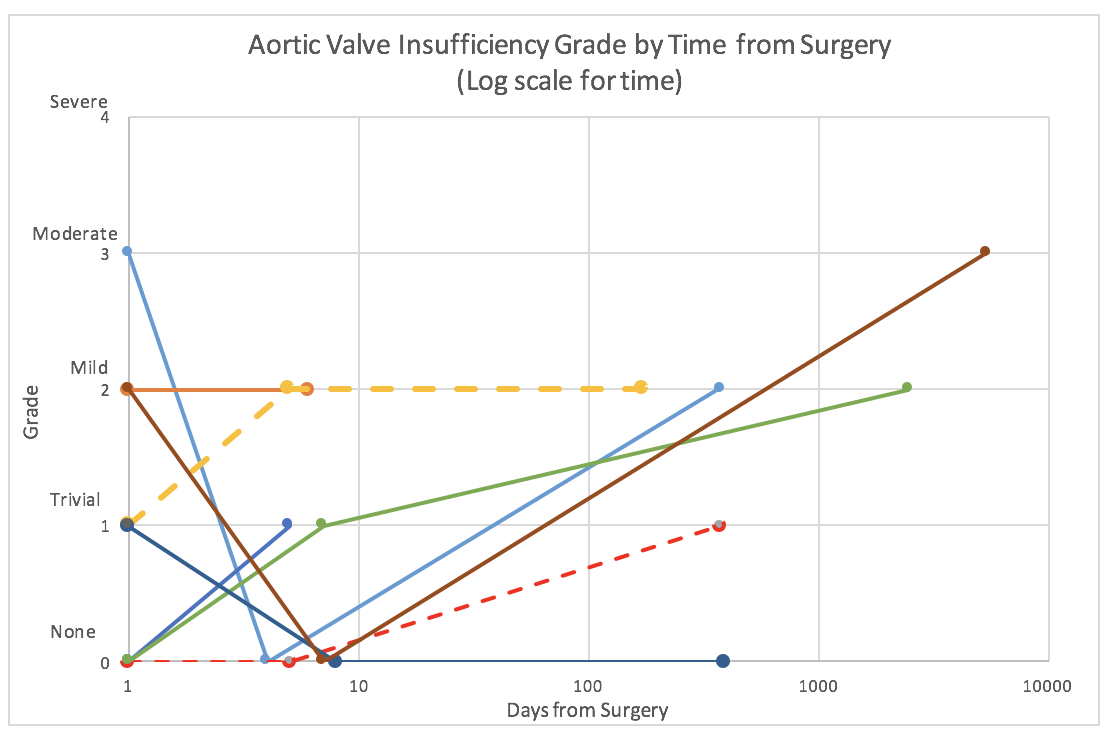 Aortic Valve Insufficiency Grade by Time from Surgery
(Log scale for time)
Severe
4
Moderate
3
Mild
2
Trivial
1
None
0
Grade
1 10 100 1000 10000
Days from Surgery